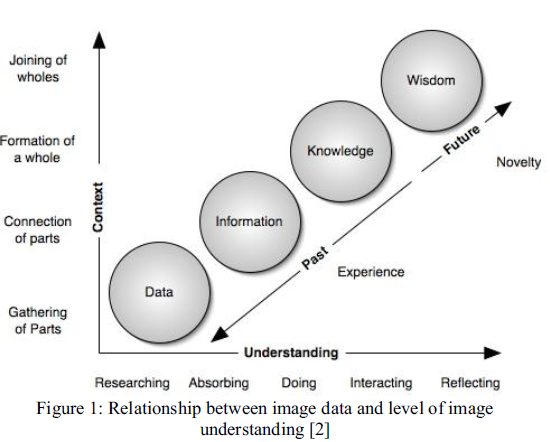 Joining of
wholes
Wisdom
Future
Formation of
a whole
Knowledge
Novelty
Context
Connection
of parts
Information
Past
Experience
Data
Gathering
of Parts
Understanding
Researching Absorbing Doing Interacting Reflecting
Figure 1: Relationship between image data and level of image
understanding [2]